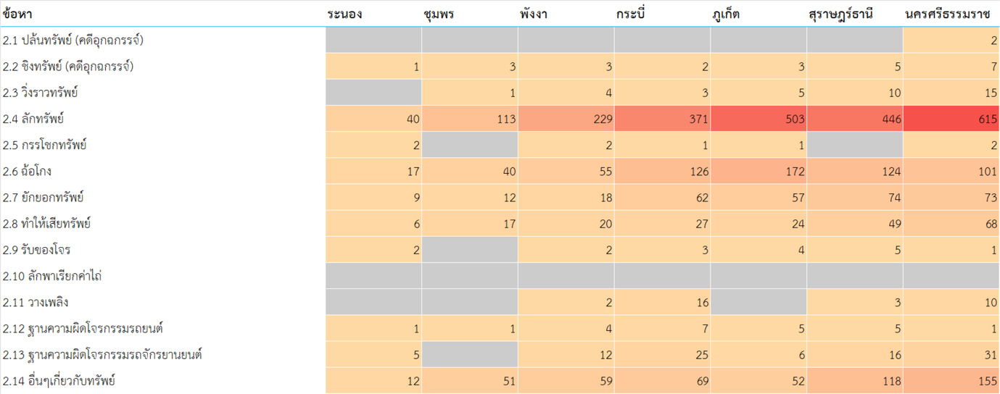 ข้อหา ระนอง ชุมพร พังงา กระบี่ ภูเก็ต สุราษฎร์ธานี นครศรีธรรมราช
2.1 ปล้นทรัพย์ (คดีอุกฉกรรจ์) 2
2.2 ชิงทรัพย์ (คดีอุกฉกรรจ์) 1 3 3 2 3 5 7
2.3 วิ่งราวทรัพย์ 1 4 3 5 10 15
2.4 ลักทรัพย์ 40 113 229 371 503 446 615
2.5 กรรโชกทรัพย์ 2 2 1 1 2
2.6 ฉ้อโกง 17 40 55 126 172 124 101
2.7 ยักยอกทรัพย์ 9 12 18 62 57 74 73
2.8 ทำให้เสียทรัพย์ 6 17 20 27 24 49 68
2.9 รับของโจร 2 2 3 4 5 1
2.10 ลักพาเรียกค่าไถ่
2.11 วางเพลิง 2 16 3 10
2.12 ฐานความผิดโจรกรรมรถยนต์ 1 1 4 7 5 5 1
2.13 ฐานความผิดโจรกรรมรถจักรยานยนต์ 5 12 25 6 16 31
2.14 อื่นๆเกี่ยวกับทรัพย์ 12 51 59 69 52 118 155